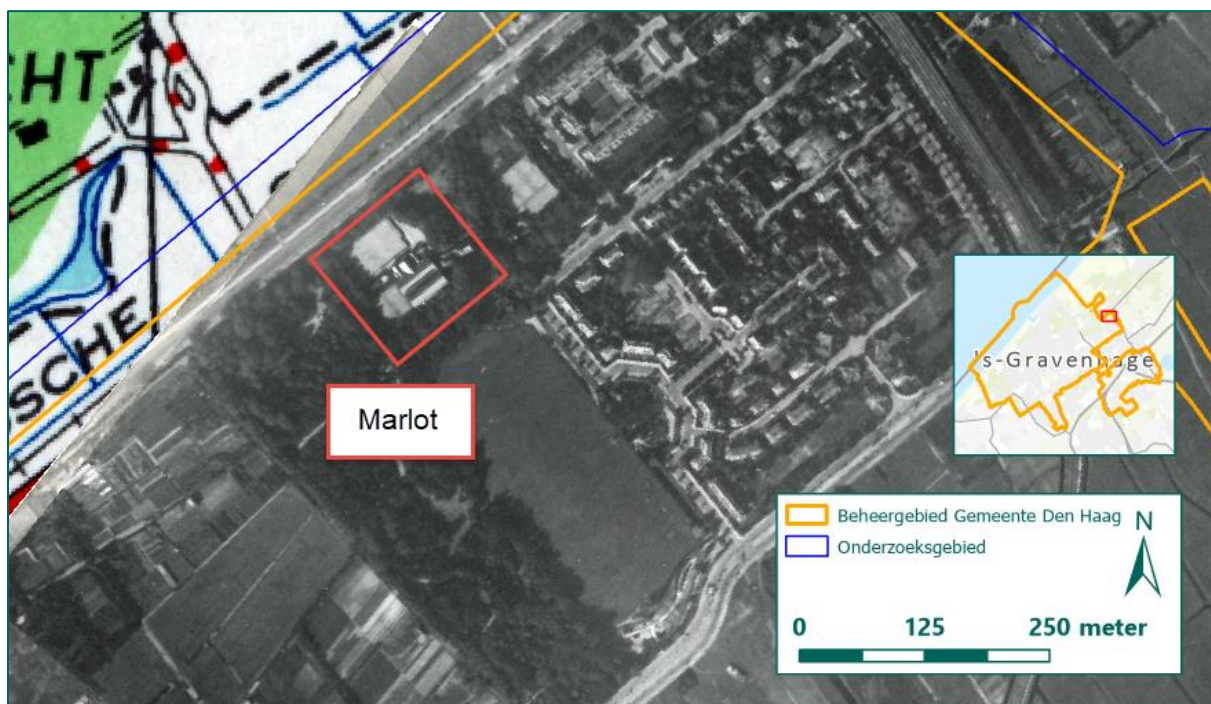 CHT
SCHE
Marlot
's-Gravenhage
Beheergebied Gemeente Den Haag
N
Onderzoeksgebied
0 125 250 meter